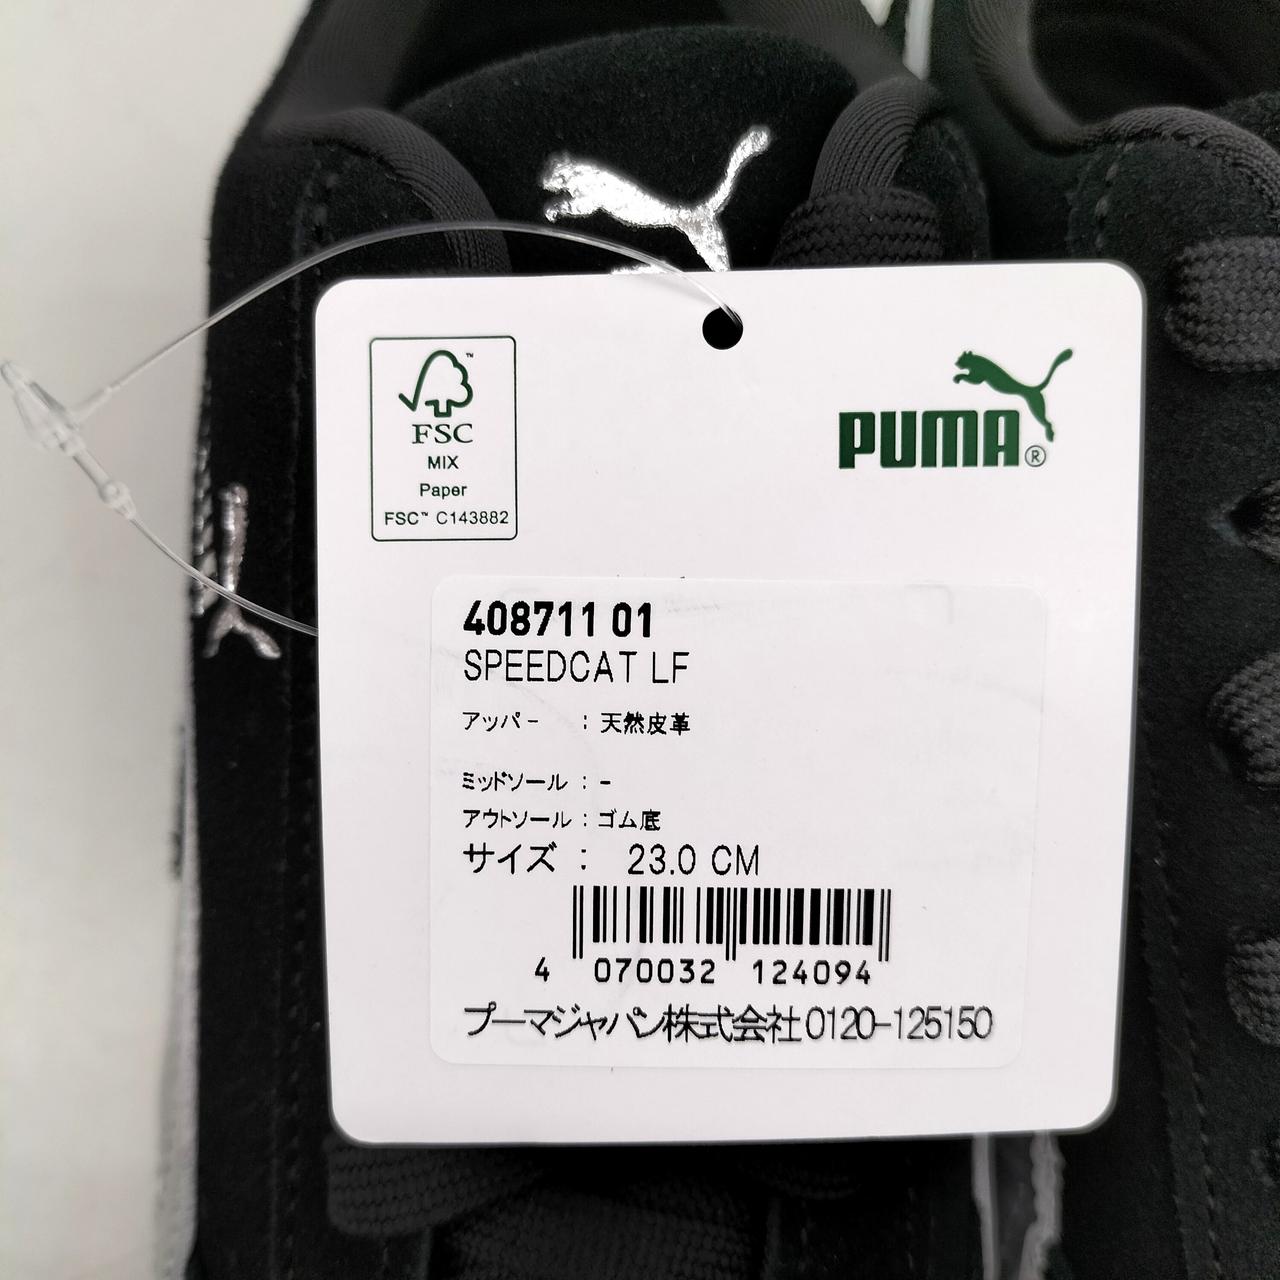 FSC™
MIX
Paper
FSC™ C143882
PUMA®
408711 01
SPEEDCAT LF
アッパー : 天然皮革
ミッドソール : -
アウトソール : ゴム底
サイズ : 23.0 CM
4 070032 124094
プーマジャパン株式会社0120-125150